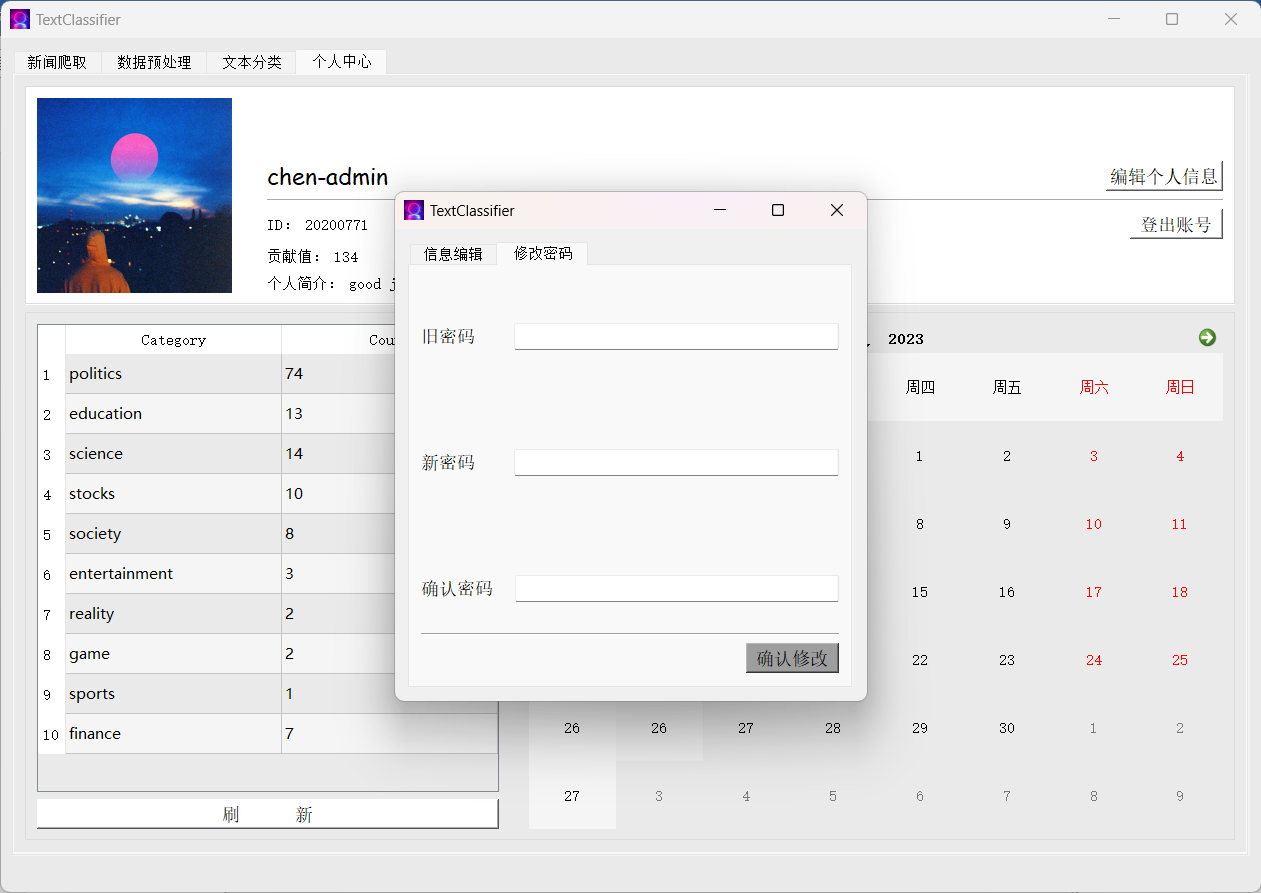 TextClassifier
新闻爬取 数据预处理 文本分类 个人中心
chen-admin
编辑个人信息
ID： 20200771
登出账号
贡献值： 134
个人简介： good
TextClassifier
信息编辑 修改密码
旧密码
新密码
确认密码
确认修改
Category
1 politics 74
2 education 13
3 science 14
4 stocks 10
5 society 8
6 entertainment 3
7 reality 2
8 game 2
9 sports 1
10 finance 7
刷 新
2023
周四 周五 周六 周日
1 2 3 4
8 9 10 11
15 16 17 18
22 23 24 25
26 26 27 28 29 30 1 2
27 3 4 5 6 7 8 9